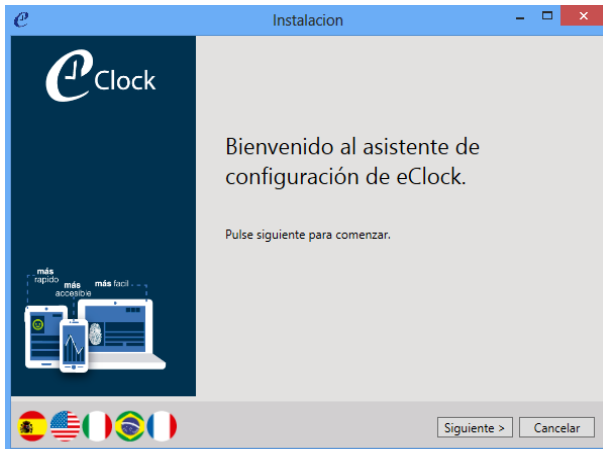 Instalacion
eClock
Bienvenido al asistente de
configuración de eClock.
Pulse siguiente para comenzar.
más
rapido
más
accesible
más facil
Siguiente >
Cancelar